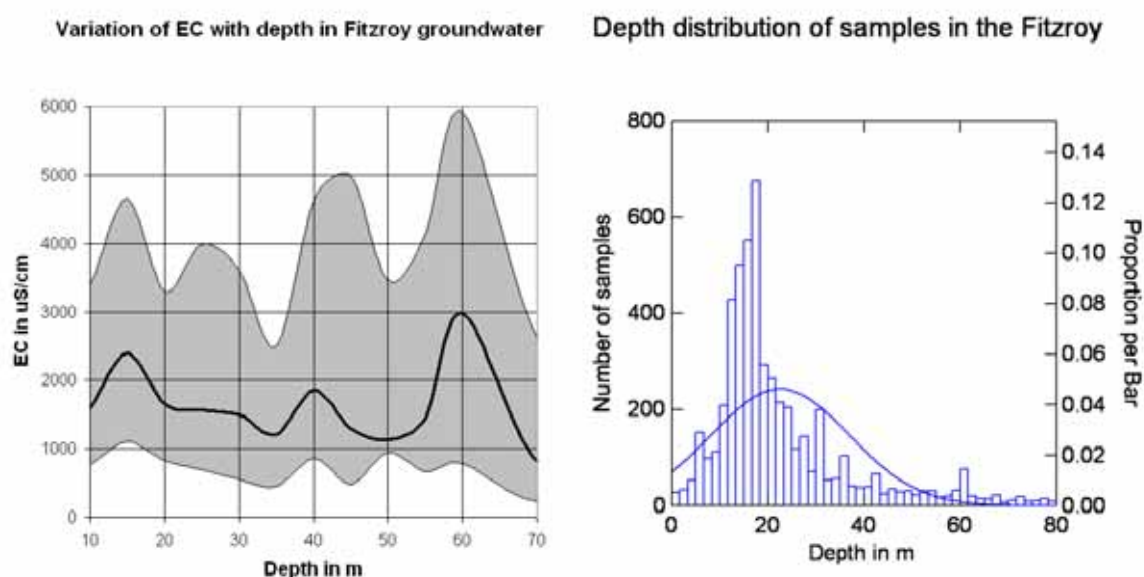 Variation of EC with depth in Fitzroy groundwater
6000
5000
4000
3000
2000
1000
0
EC in uS/cm
10 20 30 40 50 60 70
Depth in m
Depth distribution of samples in the Fitzroy
800
600
400
200
0
Number of samples
0.14
0.12
0.10
0.08
0.06
0.04
0.02
0.00
Proportion per Bar
0 20 40 60 80
Depth in m